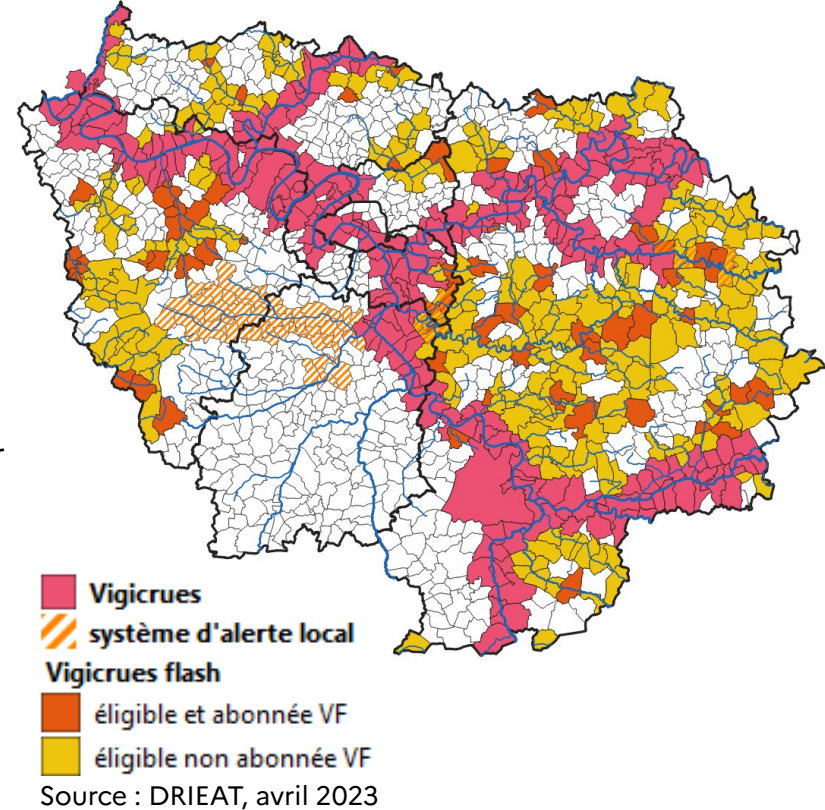 Vigicrues
système d'alerte local
Vigicrues flash
éligible et abonnée VF
éligible non abonnée VF
Source : DRIEAT, avril 2023